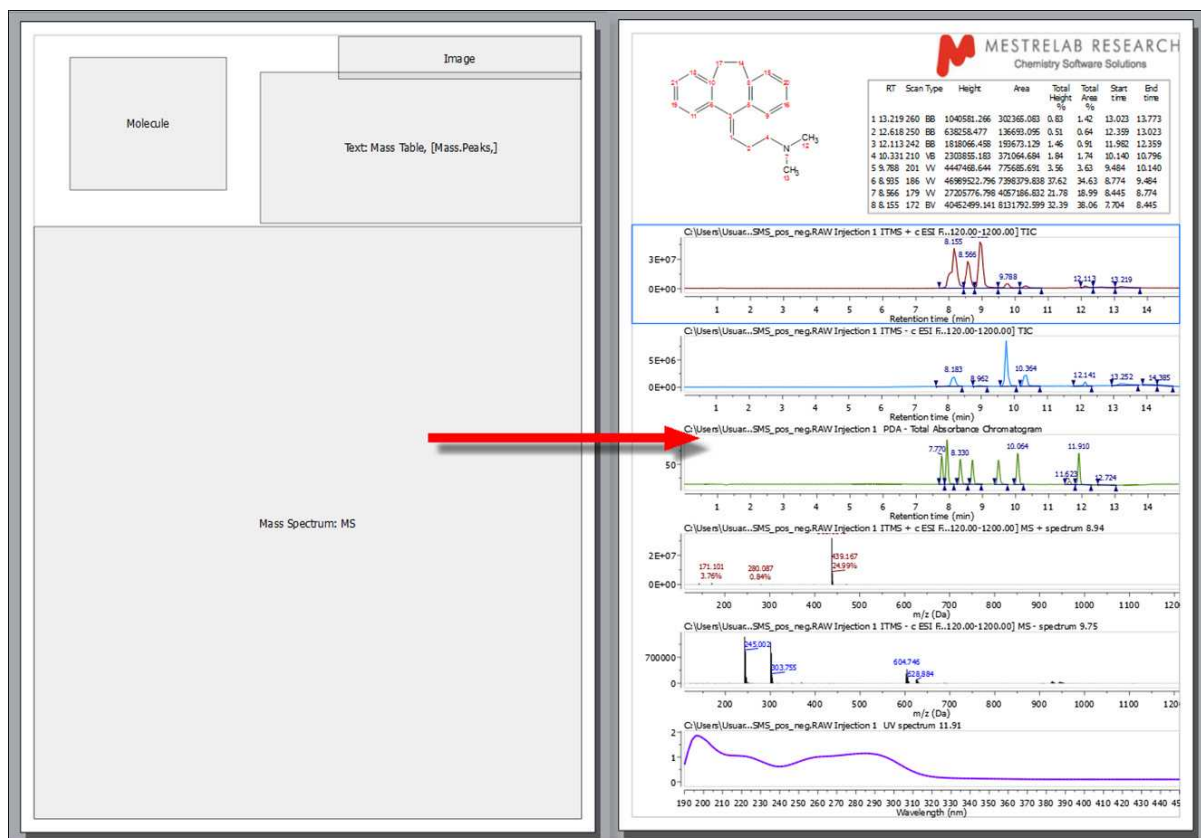 Image
Molecule
Text: Mass Table, [Mass.Peaks,]
Mass Spectrum: MS
MESTRELAB RESEARCH
Chemistry Software Solutions
CH₃
N
CH₃
RT Scan Type Height Area Total Height % Total Area % Start time End time
1 13.219 260 BB 1040581.266 302365.083 0.83 1.42 13.023 13.773
2 12.618 250 BB 638258.477 136693.095 0.51 0.64 12.359 13.023
3 12.113 242 BB 1818066.458 193673.129 1.46 0.91 11.982 12.359
4 10.331 210 VB 2303855.183 371064.684 1.84 1.74 10.140 10.796
5 9.788 201 VV 4447468.644 775685.691 3.56 3.63 9.484 10.140
6 8.935 186 VV 46989522.796 7398379.838 37.62 34.63 8.774 9.484
7 8.566 179 VV 27205776.798 4057186.832 21.78 18.99 8.445 8.774
8 8.155 172 BV 40452499.141 8131792.599 32.39 38.06 7.704 8.445
C:\Users\Usuar...SMS_pos_neg.RAW Injection 1 ITMS + c ESI F...120.00-1200.00] TIC
8.155
8.566
9.788
12.113
13.219
3E+07
0E+00
1 2 3 4 5 6 7 8 9 10 11 12 13 14
Retention time (min)
C:\Users\Usuar...SMS_pos_neg.RAW Injection 1 ITMS - c ESI F...120.00-1200.00] TIC
5E+06
0E+00
8.183
8.962
10.364
12.141
13.252
14.385
1 2 3 4 5 6 7 8 9 10 11 12 13 14
Retention time (min)
C:\Users\Usuar...SMS_pos_neg.RAW Injection 1 PDA - Total Absorbance Chromatogram
50
7.770
8.330
10.064
11.623
11.910
12.724
1 2 3 4 5 6 7 8 9 10 11 12 13 14
Retention time (min)
C:\Users\Usuar...SMS_pos_neg.RAW Injection 1 ITMS + c ESI F...120.00-1200.00] MS + spectrum 8.94
2E+07
0E+00
171.101
3.76%
280.087
0.84%
439.167
24.99%
200 300 400 500 600 700 800 900 1000 1100 120
m/z (Da)
C:\Users\Usuar...SMS_pos_neg.RAW Injection 1 ITMS - c ESI F...120.00-1200.00] MS - spectrum 9.75
700000
0
245.002
303.755
604.746
628.884
200 300 400 500 600 700 800 900 1000 1100 120
m/z (Da)
C:\Users\Usuar...SMS_pos_neg.RAW Injection 1 UV spectrum 11.91
2
1
0
190 200 210 220 230 240 250 260 270 280 290 300 310 320 330 340 350 360 370 380 390 400 410 420 430 440 45
Wavelength (nm)